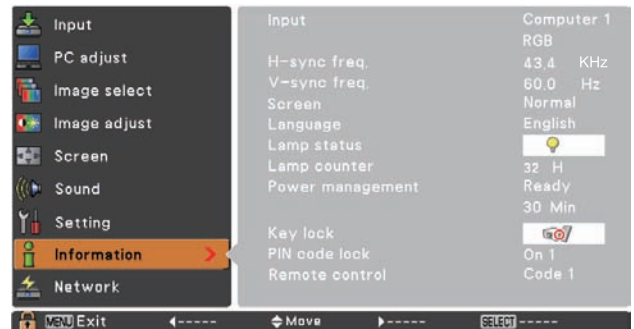 Input
PC adjust
Image select
Image adjust
Screen
Sound
Setting
Information
Network
Input Computer 1
RGB
H-sync freq. 43.4 KHz
V-sync freq. 60.0 Hz
Screen Normal
Language English
Lamp status
Lamp counter 32 H
Power management Ready
30 Min
Key lock
PIN code lock On 1
Remote control Code 1
MENU Exit ----- Move ----- SELECT -----